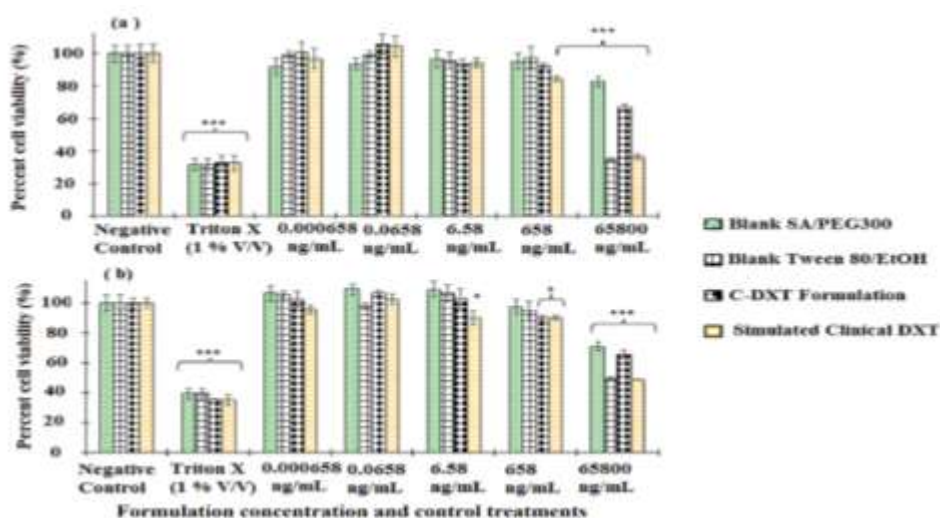 (a)
Percent cell viability (%)
100
80
60
40
20
0
***
***
Negative Control
Triton X (1 % V/V)
0.000658 ng/mL
0.0658 ng/mL
6.58 ng/mL
658 ng/mL
65800 ng/mL
(b)
Percent cell viability (%)
100
80
60
40
20
0
***
*
*
***
Negative Control
Triton X (1 % V/V)
0.000658 ng/mL
0.0658 ng/mL
6.58 ng/mL
658 ng/mL
65800 ng/mL
Formulation concentration and control treatments
Blank SA/PEG300
Blank Tween 80/EtOH
C-DXT Formulation
Simulated Clinical DXT